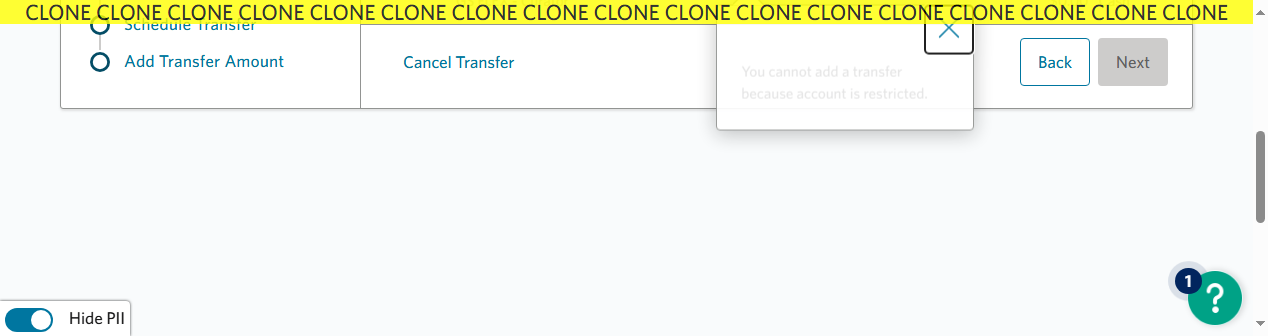 CLONE CLONE CLONE CLONE CLONE CLONE CLONE CLONE CLONE CLONE CLONE CLONE CLONE CLONE CLONE CLONE CLONE
Schedule Transfer
Add Transfer Amount
Cancel Transfer
You cannot add a transfer
because account is restricted.
Back
Next
1
?
Hide PII